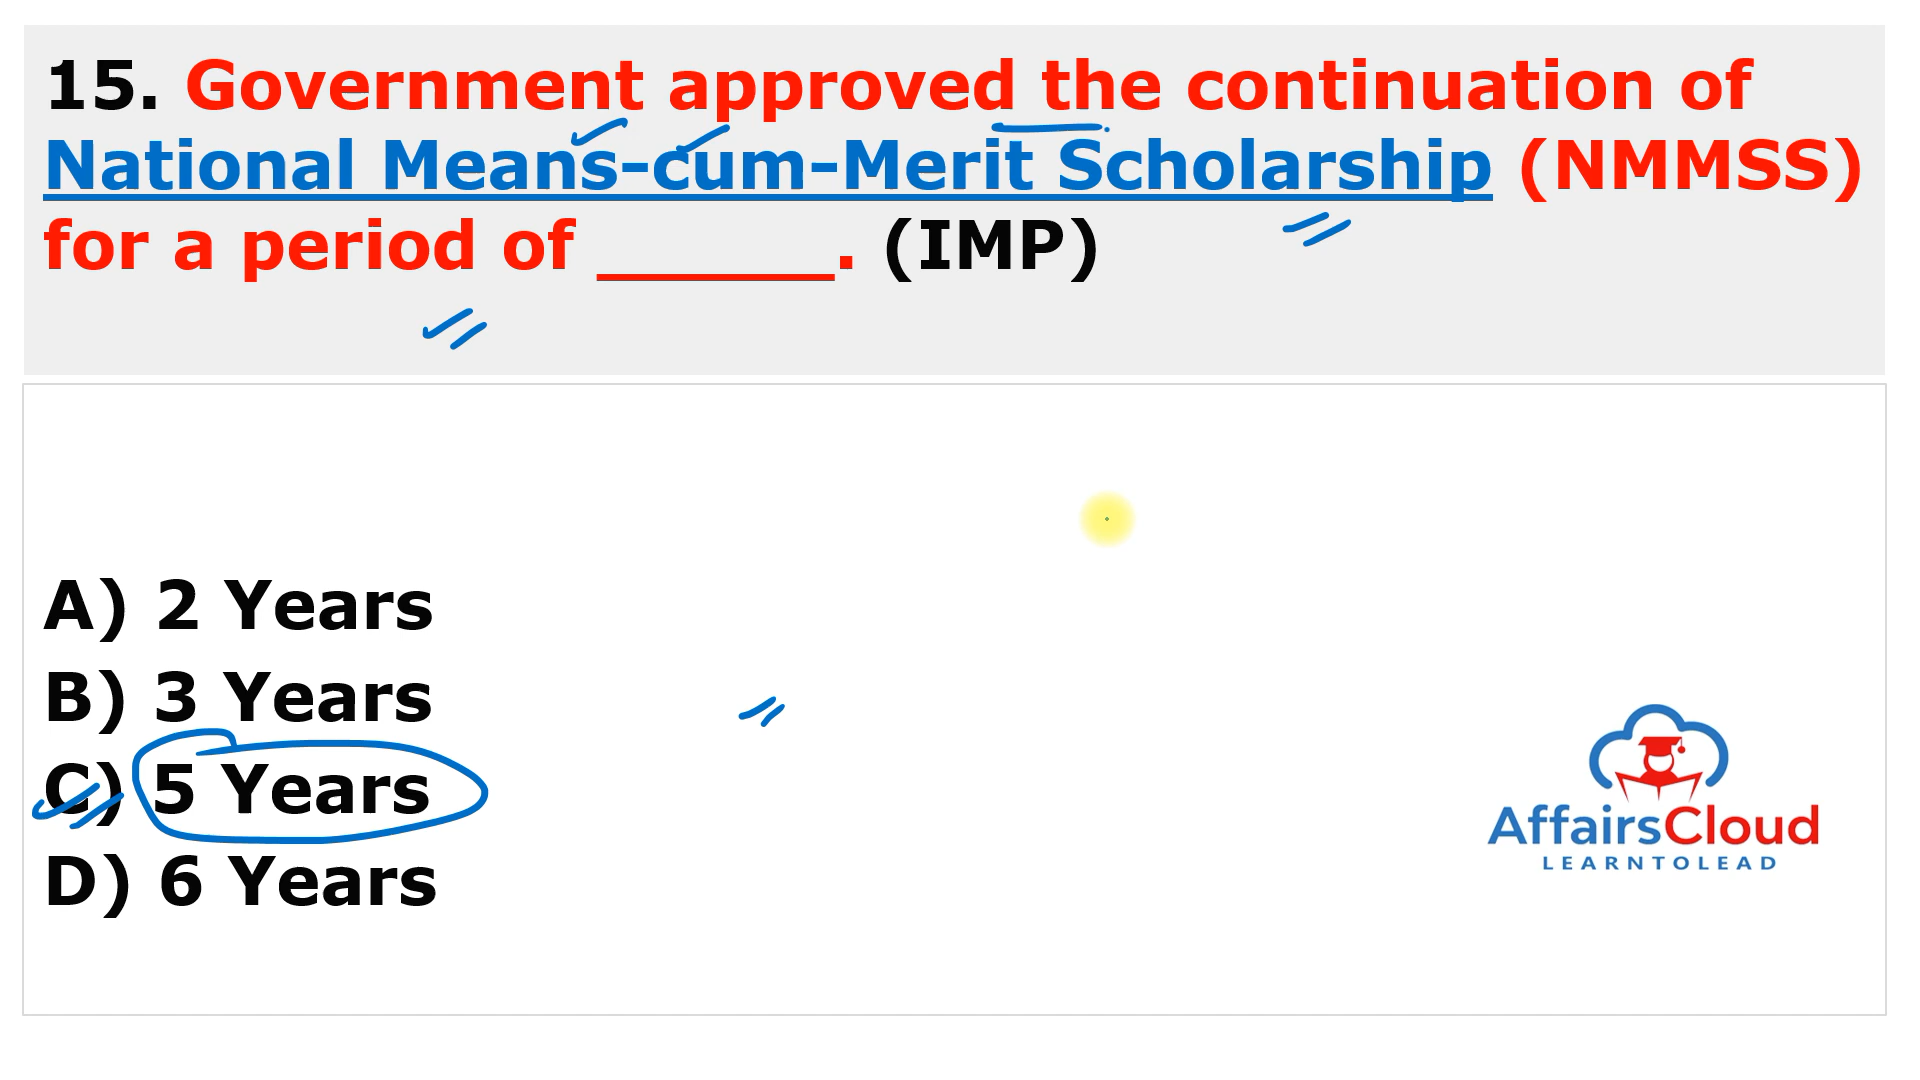 15. Government approved the continuation of
National Means-cum-Merit Scholarship (NMMSS)
for a period of _______. (IMP)
A) 2 Years
B) 3 Years
C) 5 Years
D) 6 Years
AffairsCloud
LEARNTOLEAD